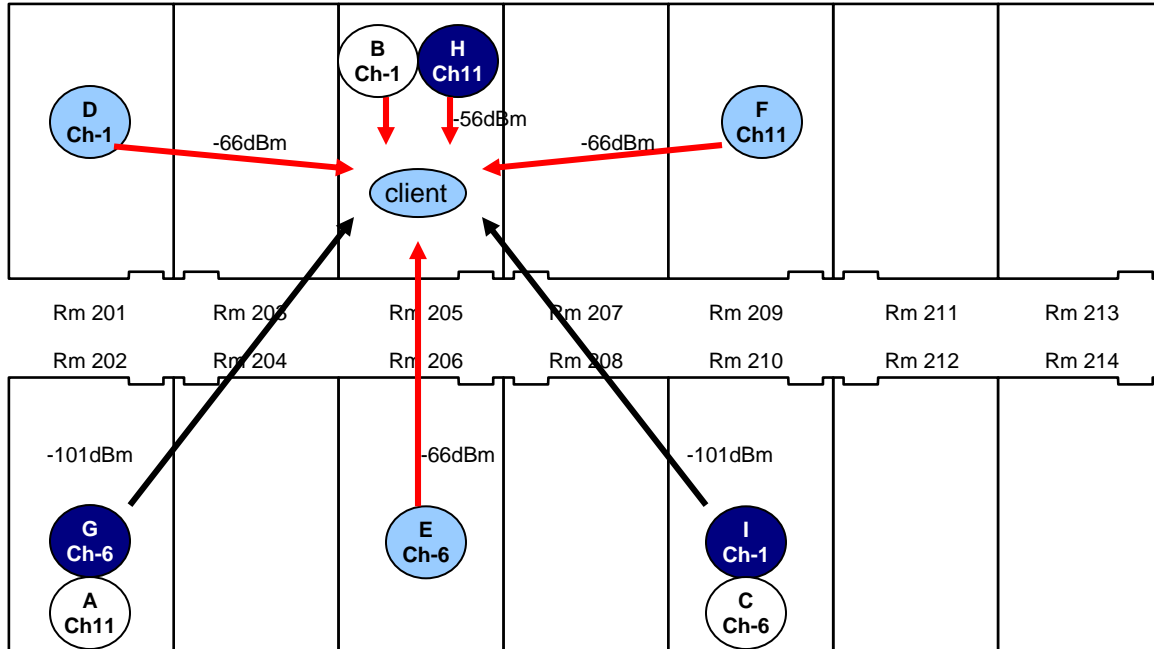 B
Ch-1
H
Ch11
D
Ch-1
F
Ch11
-56dBm
-66dBm
-66dBm
client
Rm 201
Rm 203
Rm 205
Rm 207
Rm 209
Rm 211
Rm 213
Rm 202
Rm 204
Rm 206
Rm 208
Rm 210
Rm 212
Rm 214
-101dBm
-66dBm
-101dBm
G
Ch-6
E
Ch-6
I
Ch-1
A
Ch11
C
Ch-6